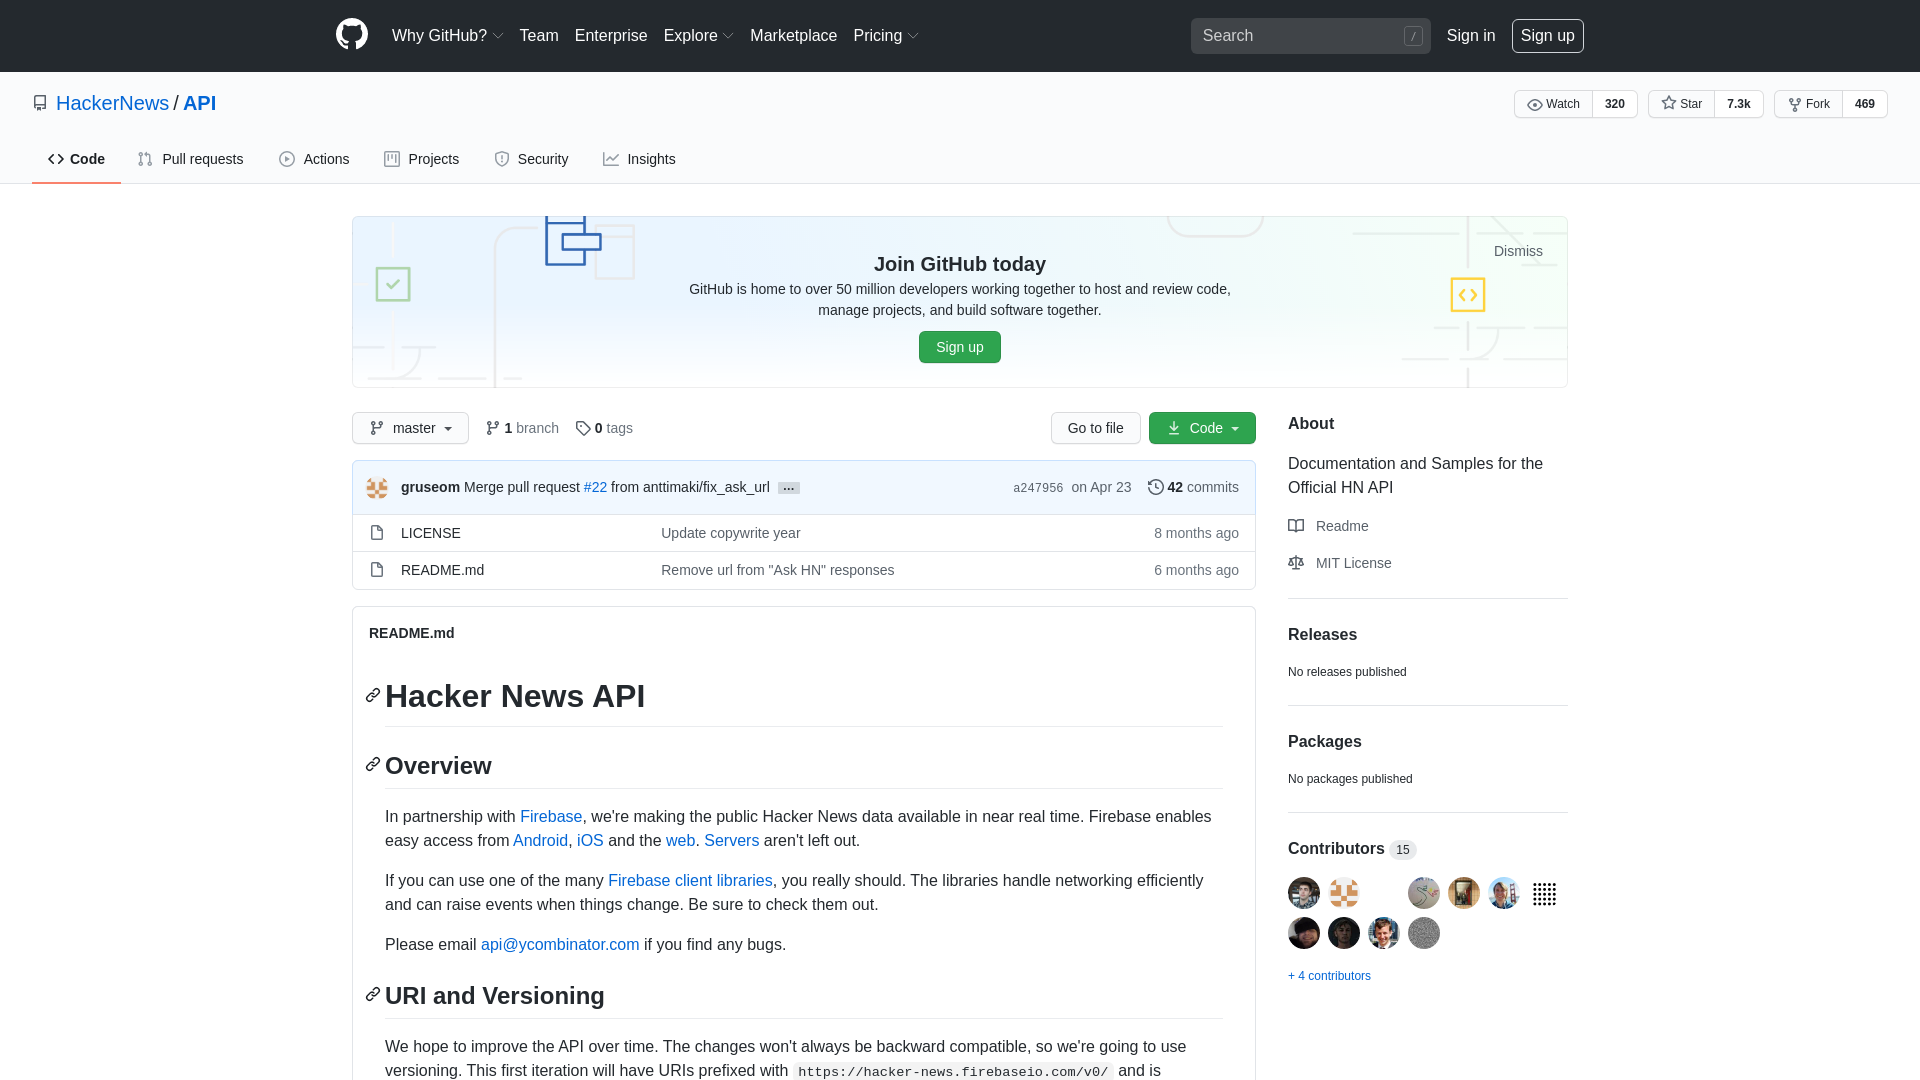 Why GitHub? Team Enterprise Explore Marketplace Pricing Search / Sign in Sign up
HackerNews / API Watch 320 Star 7.3k Fork 469
Code Pull requests Actions Projects Security Insights
Dismiss
Join GitHub today
GitHub is home to over 50 million developers working together to host and review code,
manage projects, and build software together.
Sign up
master 1 branch 0 tags Go to file Code
gruseom Merge pull request #22 from anttimaki/fix_ask_url … a247956 on Apr 23 42 commits
LICENSE Update copywrite year 8 months ago
README.md Remove url from "Ask HN" responses 6 months ago
README.md
Hacker News API
Overview
In partnership with Firebase, we're making the public Hacker News data available in near real time. Firebase enables
easy access from Android, iOS and the web. Servers aren't left out.
If you can use one of the many Firebase client libraries, you really should. The libraries handle networking efficiently
and can raise events when things change. Be sure to check them out.
Please email api@ycombinator.com if you find any bugs.
URI and Versioning
We hope to improve the API over time. The changes won't always be backward compatible, so we're going to use
versioning. This first iteration will have URIs prefixed with https://hacker-news.firebaseio.com/v0/ and is
About
Documentation and Samples for the
Official HN API
Readme
MIT License
Releases
No releases published
Packages
No packages published
Contributors 15
+ 4 contributors